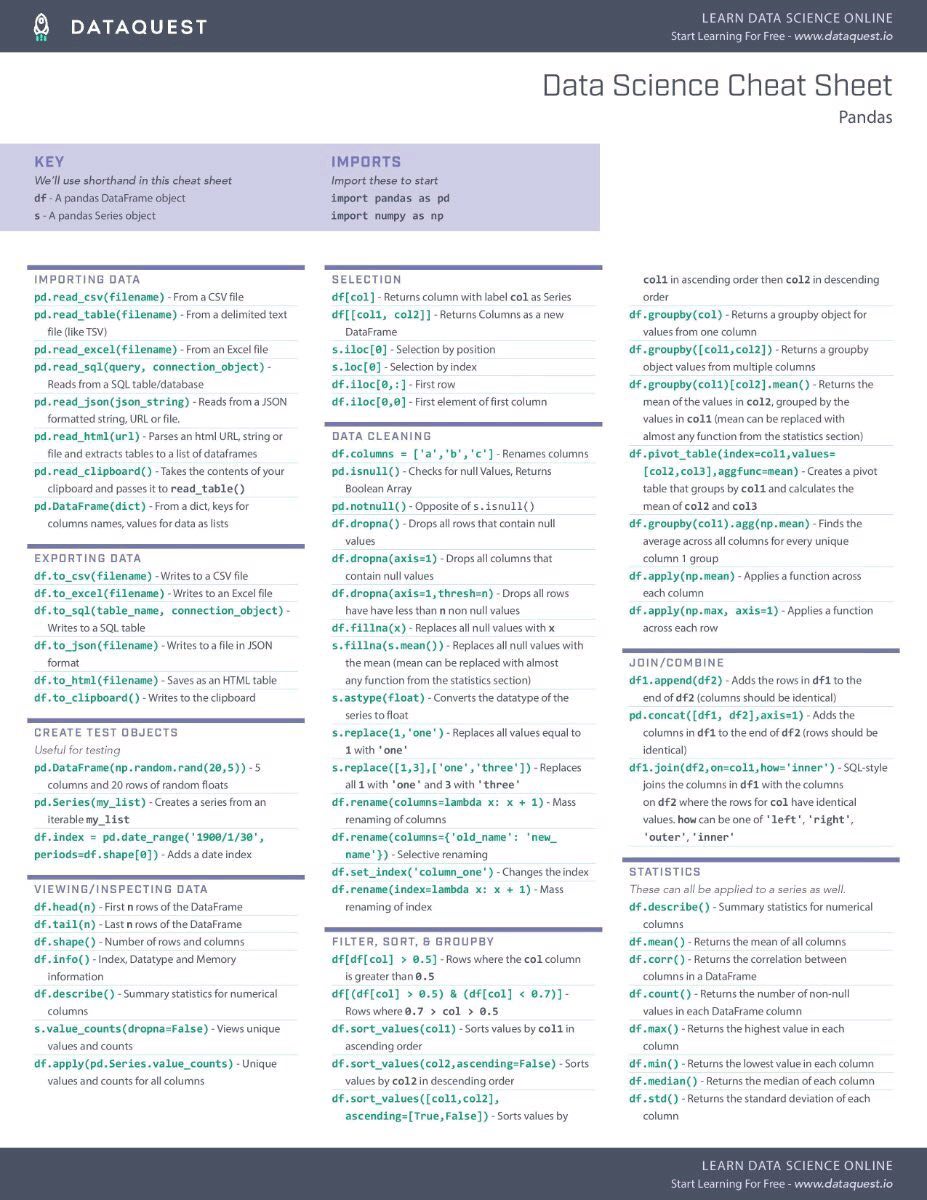 DATAQUEST
LEARN DATA SCIENCE ONLINE
Start Learning For Free - www.dataquest.io
Data Science Cheat Sheet
Pandas
KEY
We'll use shorthand in this cheat sheet
df - A pandas DataFrame object
s - A pandas Series object
IMPORTS
Import these to start
import pandas as pd
import numpy as np
IMPORTING DATA
pd.read_csv(filename) - From a CSV file
pd.read_table(filename) - From a delimited text
file (like TSV)
pd.read_excel(filename) - From an Excel file
pd.read_sql(query, connection_object) -
Reads from a SQL table/database
pd.read_json(json_string) - Reads from a JSON
formatted string, URL or file.
pd.read_html(url) - Parses an html URL, string or
file and extracts tables to a list of dataframes
pd.read_clipboard() - Takes the contents of your
clipboard and passes it to read_table()
pd.DataFrame(dict) - From a dict, keys for
columns names, values for data as lists
EXPORTING DATA
df.to_csv(filename) - Writes to a CSV file
df.to_excel(filename) - Writes to an Excel file
df.to_sql(table_name, connection_object) -
Writes to a SQL table
df.to_json(filename) - Writes to a file in JSON
format
df.to_html(filename) - Saves as an HTML table
df.to_clipboard() - Writes to the clipboard
CREATE TEST OBJECTS
Useful for testing
pd.DataFrame(np.random.rand(20,5)) - 5
columns and 20 rows of random floats
pd.Series(my_list) - Creates a series from an
iterable my_list
df.index = pd.date_range('1900/1/30',
periods=df.shape[0]) - Adds a date index
VIEWING/INSPECTING DATA
df.head(n) - First n rows of the DataFrame
df.tail(n) - Last n rows of the DataFrame
df.shape() - Number of rows and columns
df.info() - Index, Datatype and Memory
information
df.describe() - Summary statistics for numerical
columns
s.value_counts(dropna=False) - Views unique
values and counts
df.apply(pd.Series.value_counts) - Unique
values and counts for all columns
SELECTION
df[col] - Returns column with label col as Series
df[[col1, col2]] - Returns Columns as a new
DataFrame
s.iloc[0] - Selection by position
s.loc[0] - Selection by index
df.iloc[0,:] - First row
df.iloc[0,0] - First element of first column
DATA CLEANING
df.columns = ['a','b','c'] - Renames columns
pd.isnull() - Checks for null Values, Returns
Boolean Array
pd.notnull() - Opposite of s.isnull()
df.dropna() - Drops all rows that contain null
values
df.dropna(axis=1) - Drops all columns that
contain null values
df.dropna(axis=1,thresh=n) - Drops all rows
have have less than n non null values
df.fillna(x) - Replaces all null values with x
s.fillna(s.mean()) - Replaces all null values with
the mean (mean can be replaced with almost
any function from the statistics section)
s.astype(float) - Converts the datatype of the
series to float
s.replace(1,'one') - Replaces all values equal to
1 with 'one'
s.replace([1,3],['one','three']) - Replaces
all 1 with 'one' and 3 with 'three'
df.rename(columns=lambda x: x + 1) - Mass
renaming of columns
df.rename(columns={'old_name': 'new_
name'}) - Selective renaming
df.set_index('column_one') - Changes the index
df.rename(index=lambda x: x + 1) - Mass
renaming of index
FILTER, SORT, & GROUPBY
df[df[col] > 0.5] - Rows where the col column
is greater than 0.5
df[(df[col] > 0.5) & (df[col] < 0.7)] -
Rows where 0.7 > col > 0.5
df.sort_values(col1) - Sorts values by col1 in
ascending order
df.sort_values(col2,ascending=False) - Sorts
values by col2 in descending order
df.sort_values([col1,col2],
ascending=[True,False]) - Sorts values by
col1 in ascending order then col2 in descending
order
df.groupby(col) - Returns a groupby object for
values from one column
df.groupby([col1,col2]) - Returns a groupby
object values from multiple columns
df.groupby(col1)[col2].mean() - Returns the
mean of the values in col2, grouped by the
values in col1 (mean can be replaced with
almost any function from the statistics section)
df.pivot_table(index=col1,values=
[col2,col3],aggfunc=mean) - Creates a pivot
table that groups by col1 and calculates the
mean of col2 and col3
df.groupby(col1).agg(np.mean) - Finds the
average across all columns for every unique
column 1 group
df.apply(np.mean) - Applies a function across
each column
df.apply(np.max, axis=1) - Applies a function
across each row
JOIN/COMBINE
df1.append(df2) - Adds the rows in df1 to the
end of df2 (columns should be identical)
pd.concat([df1, df2],axis=1) - Adds the
columns in df1 to the end of df2 (rows should be
identical)
df1.join(df2,on=col1,how='inner') - SQL-style
joins the columns in df1 with the columns
on df2 where the rows for col have identical
values. how can be one of 'left', 'right',
'outer', 'inner'
STATISTICS
These can all be applied to a series as well.
df.describe() - Summary statistics for numerical
columns
df.mean() - Returns the mean of all columns
df.corr() - Returns the correlation between
columns in a DataFrame
df.count() - Returns the number of non-null
values in each DataFrame column
df.max() - Returns the highest value in each
column
df.min() - Returns the lowest value in each column
df.median() - Returns the median of each column
df.std() - Returns the standard deviation of each
column
LEARN DATA SCIENCE ONLINE
Start Learning For Free - www.dataquest.io